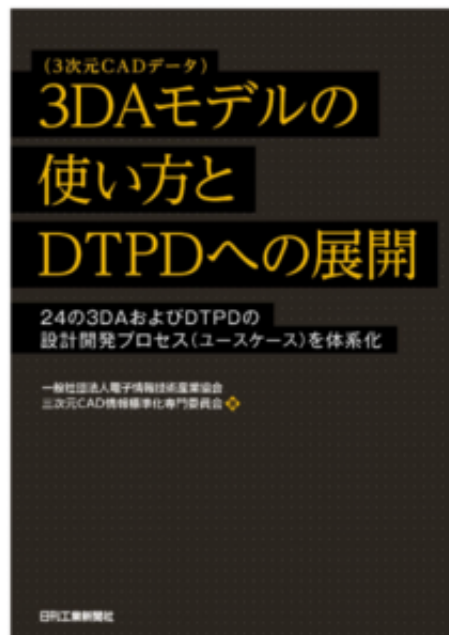 (3次元CADデータ)
3DAモデルの
使い方と
DTPDへの展開
24の3DAおよびDTPDの
設計開発プロセス(ユースケース)を体系化
一般社団法人電子情報技術産業協会
三次元CAD情報標準化専門委員会 編
日刊工業新聞社